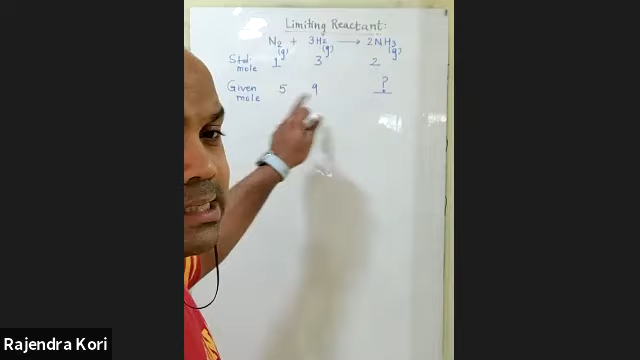 Limiting Reactant:
N2(g) + 3H2(g) → 2NH3(g)
Std. mole 1 3 2
Given mole 5 9 ?
Rajendra Kori